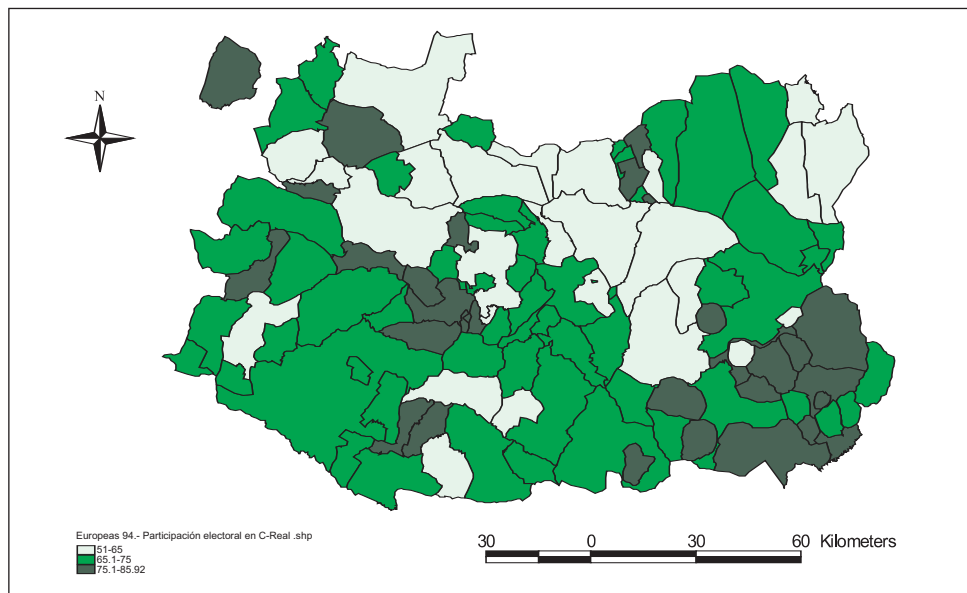 N
Europeas 94.- Participación electoral en C-Real .shp
51-65
65.1-75
75.1-85.92
30 0 30 60 Kilometers